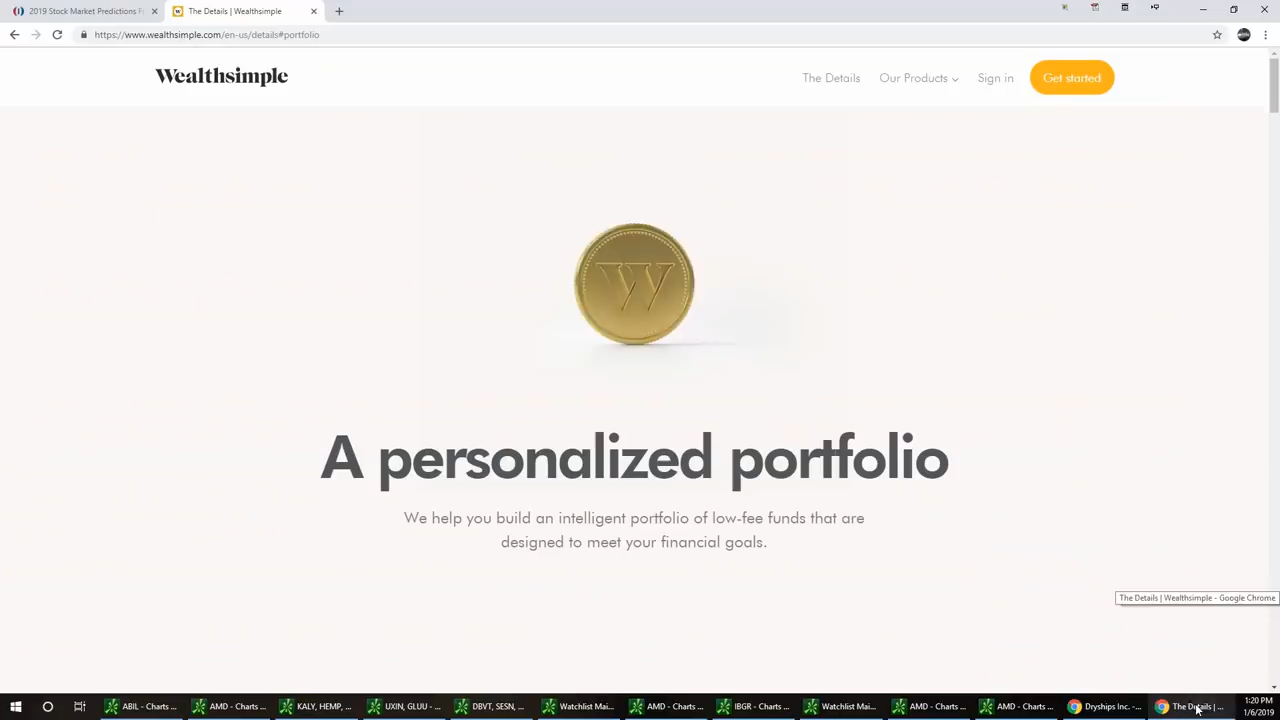 2019 Stock Market Predictions F
The Details | Wealthsimple
https://www.wealthsimple.com/en-us/details#portfolio
Wealthsimple
The Details
Our Products
Sign in
Get started
W
A personalized portfolio
We help you build an intelligent portfolio of low-fee funds that are
designed to meet your financial goals.
The Details | Wealthsimple - Google Chrome
ABIL - Charts ...
AMD - Charts ...
KALY, HEMP, ...
UXIN, GLUU - ...
DBVT, SESN, ...
Watchlist Mai...
AMD - Charts ...
IBGR - Charts ...
Watchlist Mai...
AMD - Charts ...
AMD - Charts ...
Dryships Inc. -...
The Details | ...
1:20 PM
1/6/2019